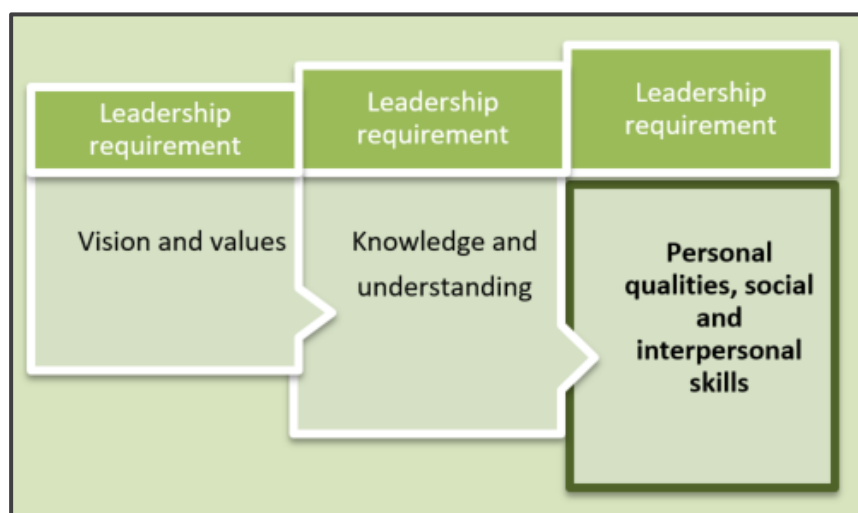 Leadership
requirement
Vision and values
Leadership
requirement
Knowledge and
understanding
Leadership
requirement
Personal
qualities, social
and
interpersonal
skills